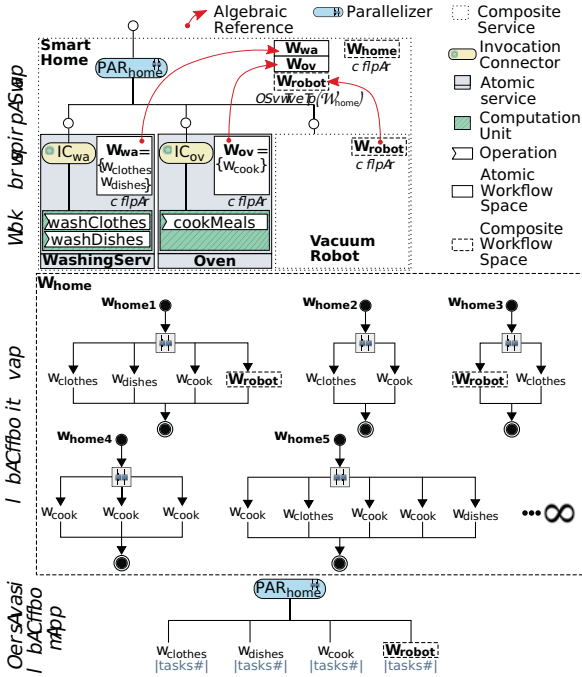 Algebraic
Reference
Parallelizer
Composite
Service
Invocation
Connector
Atomic
service
Computation
Unit
Operation
Atomic
Workflow
Space
Composite
Workflow
Space
Smart
Home
PARhome
Wwa
Wov
Wrobot
Whome
ICwa
Wwa=
{wclothes
wdishes}
ICov
Wov=
{wcook}
Wrobot
washClothes
washDishes
cookMeals
WashingServ
Oven
Vacuum
Robot
Whome
whome1
whome2
whome3
wclothes wdishes wcook Wrobot
wclothes wcook
Wrobot wclothes
whome4
whome5
wcook wcook wcook
wcook wclothes wcook wcook wdishes
...∞
PARhome
wclothes wdishes wcook Wrobot
|tasks#| |tasks#| |tasks#| |tasks#|